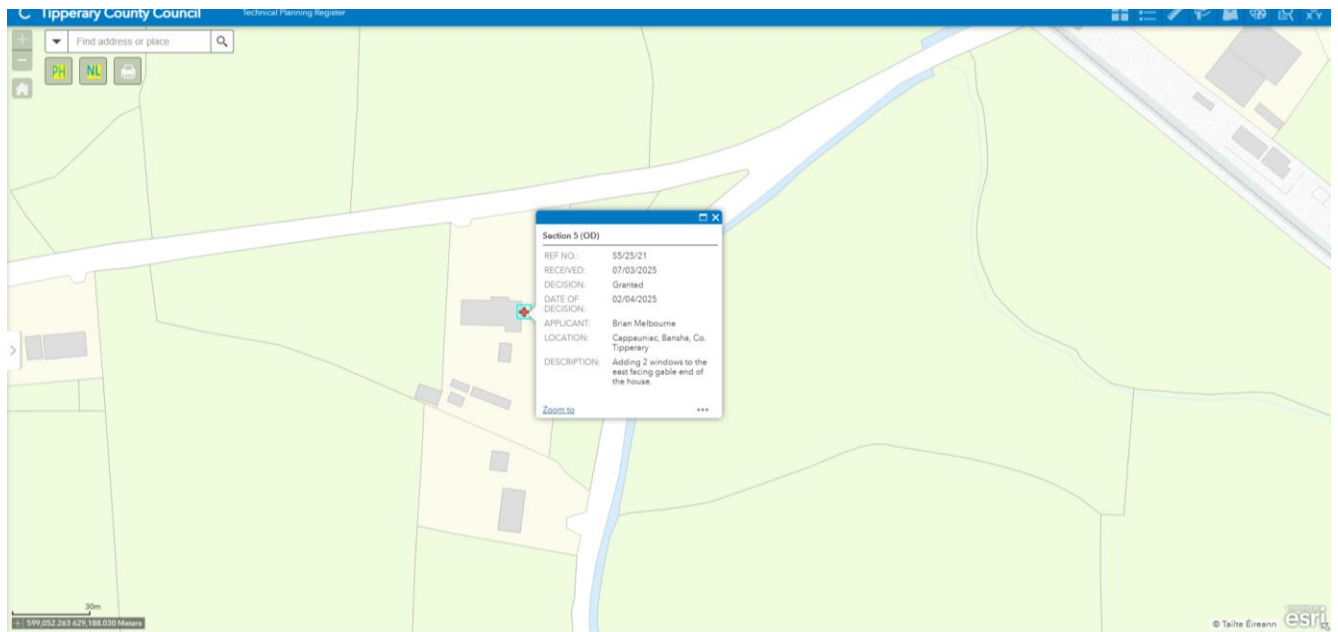 Tipperary County Council
Technical Planning Register
Find address or place
PH
NL
Section 5 (OD)
REF NO.: S5/25/21
RECEIVED: 07/03/2025
DECISION: Granted
DATE OF 02/04/2025
DECISION:
APPLICANT: Brian Melbourne
LOCATION: Cappauniac, Bansha, Co.
Tipperary
DESCRIPTION: Adding 2 windows to the
east facing gable end of
the house.
Zoom to
30m
599,052.263 629,188.030 Meters
© Tailte Éireann
esri